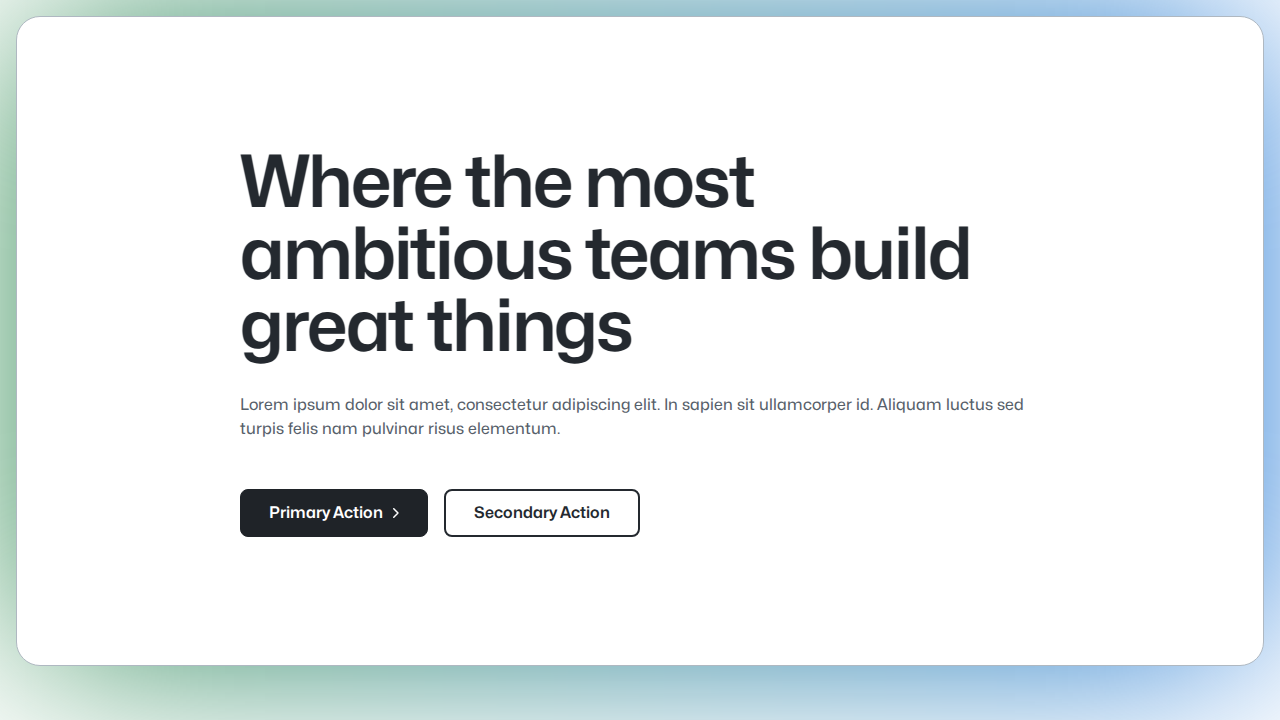 Where the most
ambitious teams build
great things
Lorem ipsum dolor sit amet, consectetur adipiscing elit. In sapien sit ullamcorper id. Aliquam luctus sed
turpis felis nam pulvinar risus elementum.
Primary Action
Secondary Action